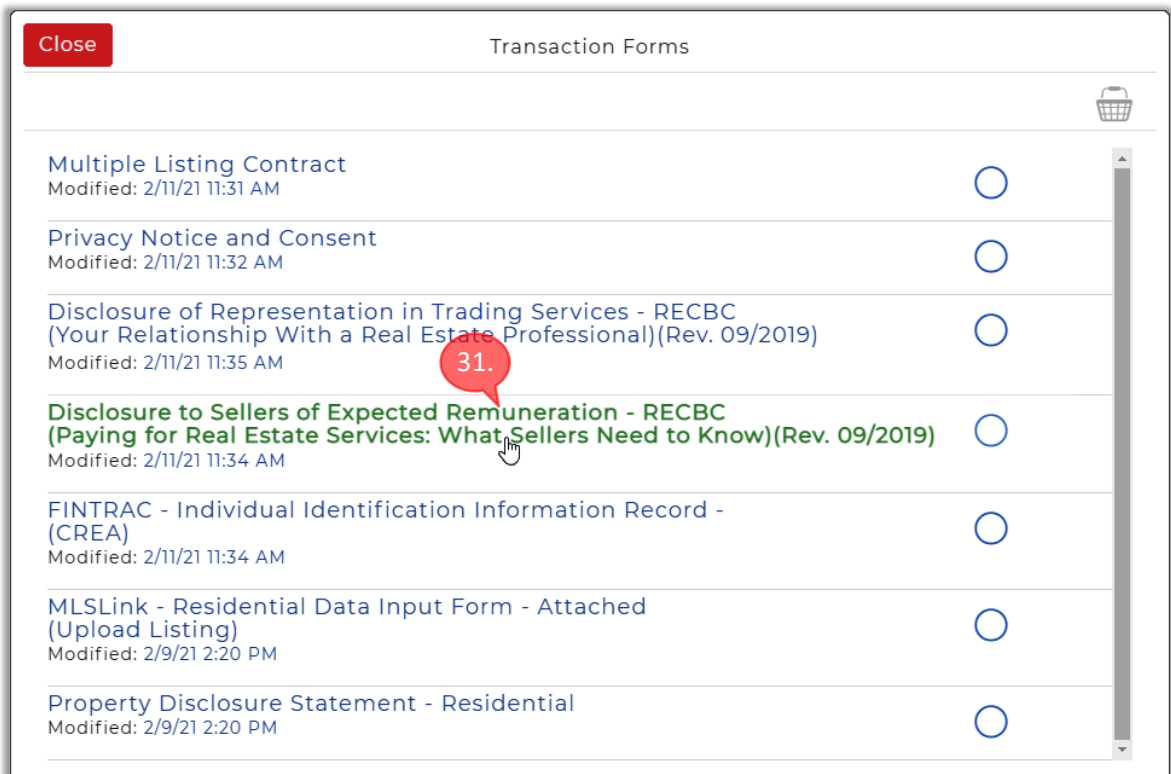 Close
Transaction Forms
Multiple Listing Contract
Modified: 2/11/21 11:31 AM
Privacy Notice and Consent
Modified: 2/11/21 11:32 AM
Disclosure of Representation in Trading Services - RECBC
(Your Relationship With a Real Estate Professional)(Rev. 09/2019)
Modified: 2/11/21 11:35 AM
31.
Disclosure to Sellers of Expected Remuneration - RECBC
(Paying for Real Estate Services: What Sellers Need to Know)(Rev. 09/2019)
Modified: 2/11/21 11:34 AM
FINTRAC - Individual Identification Information Record -
(CREA)
Modified: 2/11/21 11:34 AM
MLSLink - Residential Data Input Form - Attached
(Upload Listing)
Modified: 2/9/21 2:20 PM
Property Disclosure Statement - Residential
Modified: 2/9/21 2:20 PM